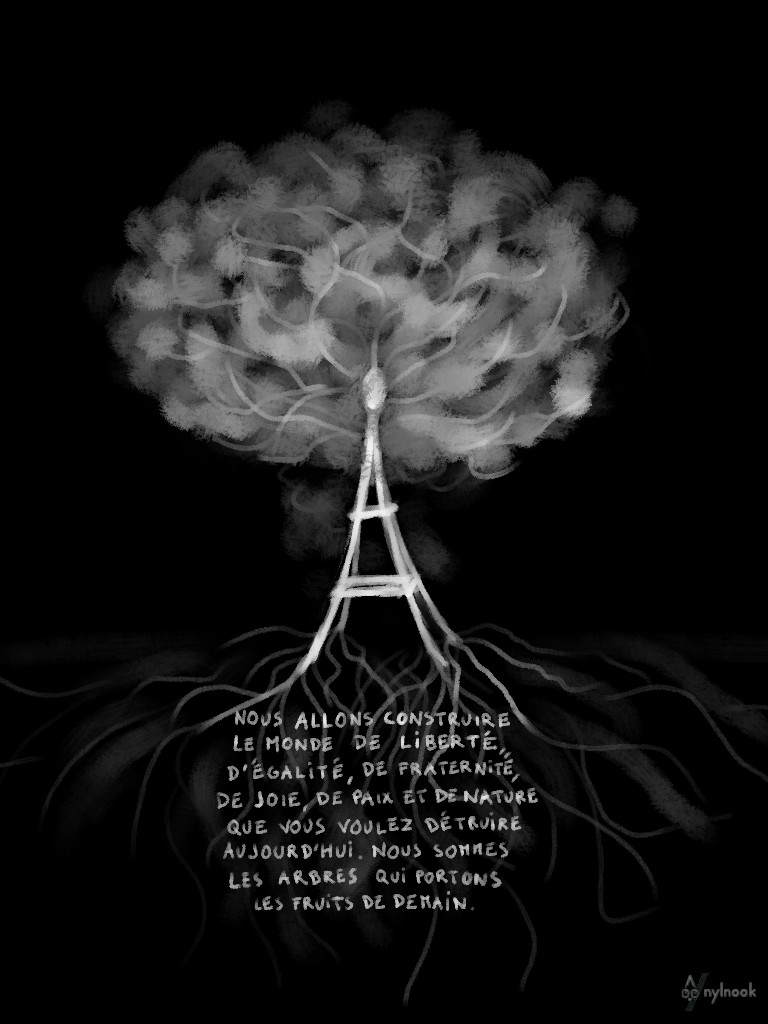 NOUS ALLONS CONSTRUIRE
LE MONDE DE LIBERTÉ,
D'ÉGALITÉ, DE FRATERNITÉ,
DE JOIE, DE PAIX ET DE NATURE
QUE VOUS VOULEZ DÉTRUIRE
AUJOURD'HUI. NOUS SOMMES
LES ARBRES QUI PORTONS
LES FRUITS DE DEMAIN.
nylnook